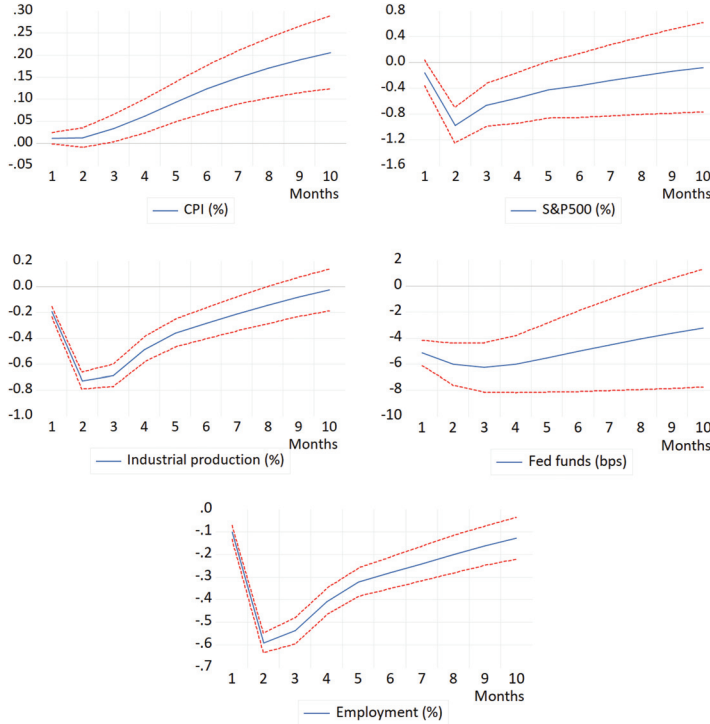 .30
.25
.20
.15
.10
.05
.00
-.05
1 2 3 4 5 6 7 8 9 10
Months
CPI (%)
0.8
0.4
0.0
-0.4
-0.8
-1.2
-1.6
1 2 3 4 5 6 7 8 9 10
Months
S&P500 (%)
0.2
0.0
-0.2
-0.4
-0.6
-0.8
-1.0
1 2 3 4 5 6 7 8 9 10
Months
Industrial production (%)
2
0
-4
-6
-8
-10
1 2 3 4 5 6 7 8 9 10
Months
Fed funds (bps)
.0
-.1
-.2
-.3
-.4
-.5
-.6
-.7
1 2 3 4 5 6 7 8 9 10
Months
Employment (%)